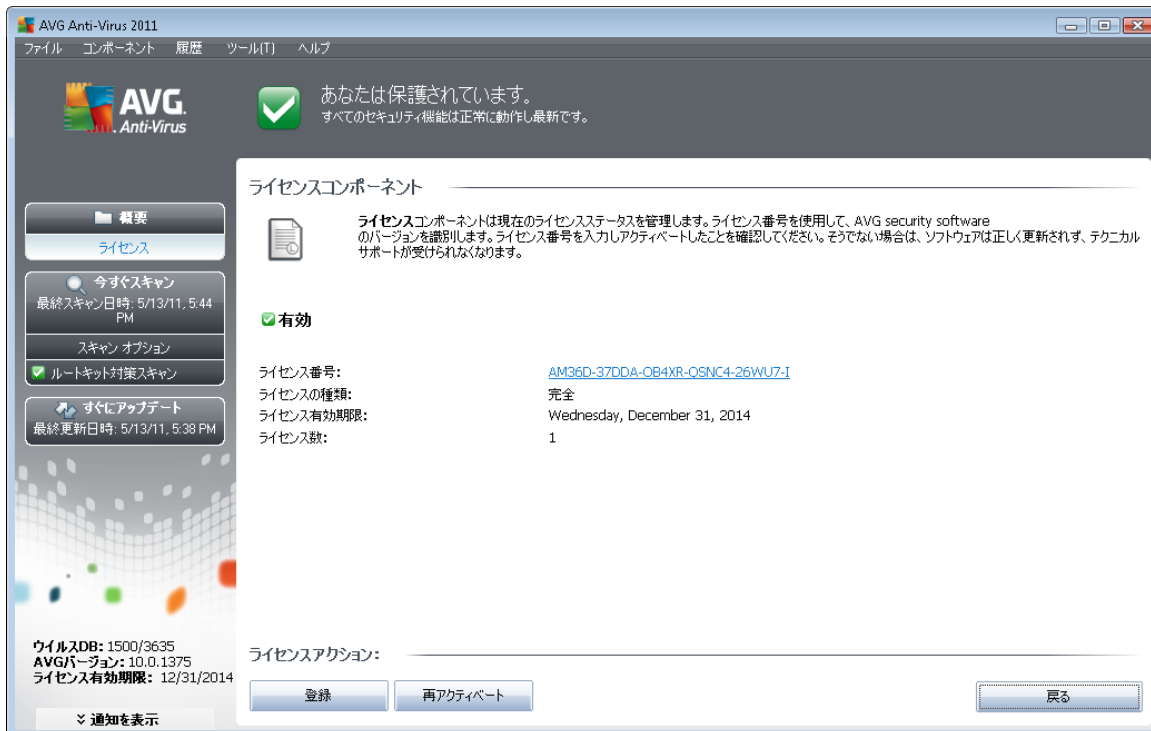 AVG Anti-Virus 2011
ファイル コンポーネント 履歴 ツール(T) ヘルプ
AVG.
Anti-Virus
あなたは保護されています。
すべてのセキュリティ機能は正常に動作し最新です。
概要
ライセンス
今すぐスキャン
最終スキャン日時: 5/13/11, 5:44
PM
スキャン オプション
ルートキット対策スキャン
すぐにアップデート
最終更新日時: 5/13/11, 5:38 PM
ウイルスDB: 1500/3635
AVGバージョン: 10.0.1375
ライセンス有効期限: 12/31/2014
通知を表示
ライセンスコンポーネント
ライセンスコンポーネントは現在のライセンスステータスを管理します。ライセンス番号を使用して、AVG security software
のバージョンを識別します。ライセンス番号を入力しアクティベートしたことを確認してください。そうでない場合は、ソフトウェアは正しく更新されず、テクニカル
サポートが受けられなくなります。
有効
ライセンス番号: AM36D-37DDA-OB4XR-QSNC4-26WU7-I
ライセンスの種類: 完全
ライセンス有効期限: Wednesday, December 31, 2014
ライセンス数: 1
ライセンスアクション:
登録 再アクティベート 戻る